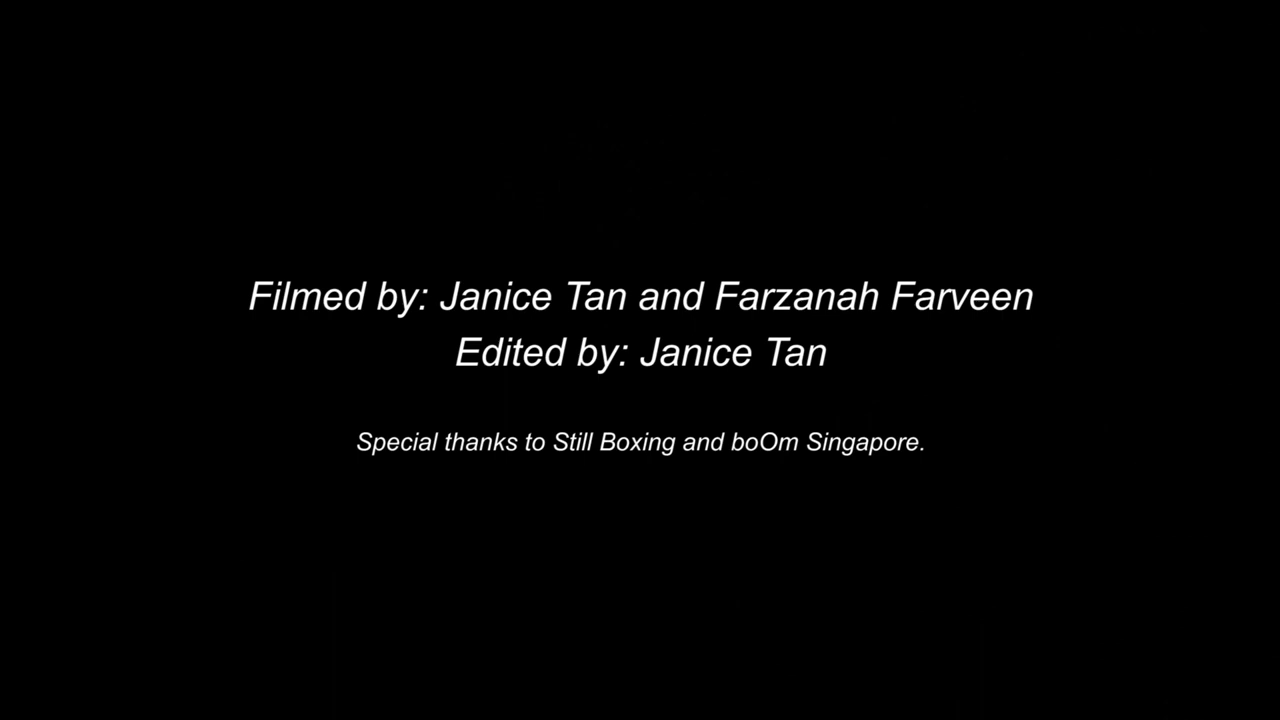 Filmed by: Janice Tan and Farzanah Farveen
Edited by: Janice Tan
Special thanks to Still Boxing and boOm Singapore.